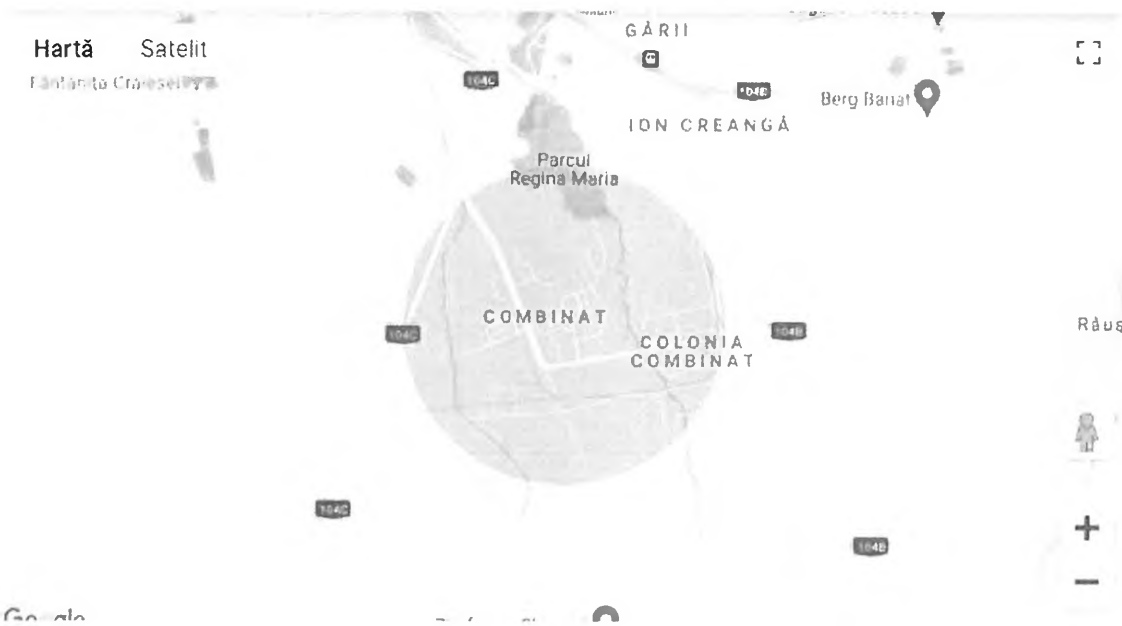 Hartă Satelit
GĂRII
104C
104B
Berg Banat
ION CREANGĂ
Parcul
Regina Maria
COMBINAT
104C
104B
COLONIA
COMBINAT
104C
104B